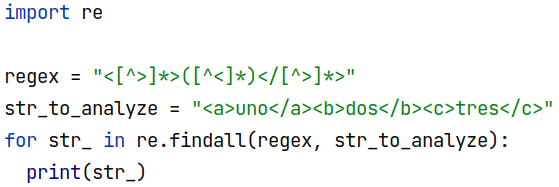 import re

regex = "<[^>]*>([^<]*)</[^>]*>"
str_to_analyze = "<a>uno</a><b>dos</b><c>tres</c>"
for str_ in re.findall(regex, str_to_analyze):
  print(str_)